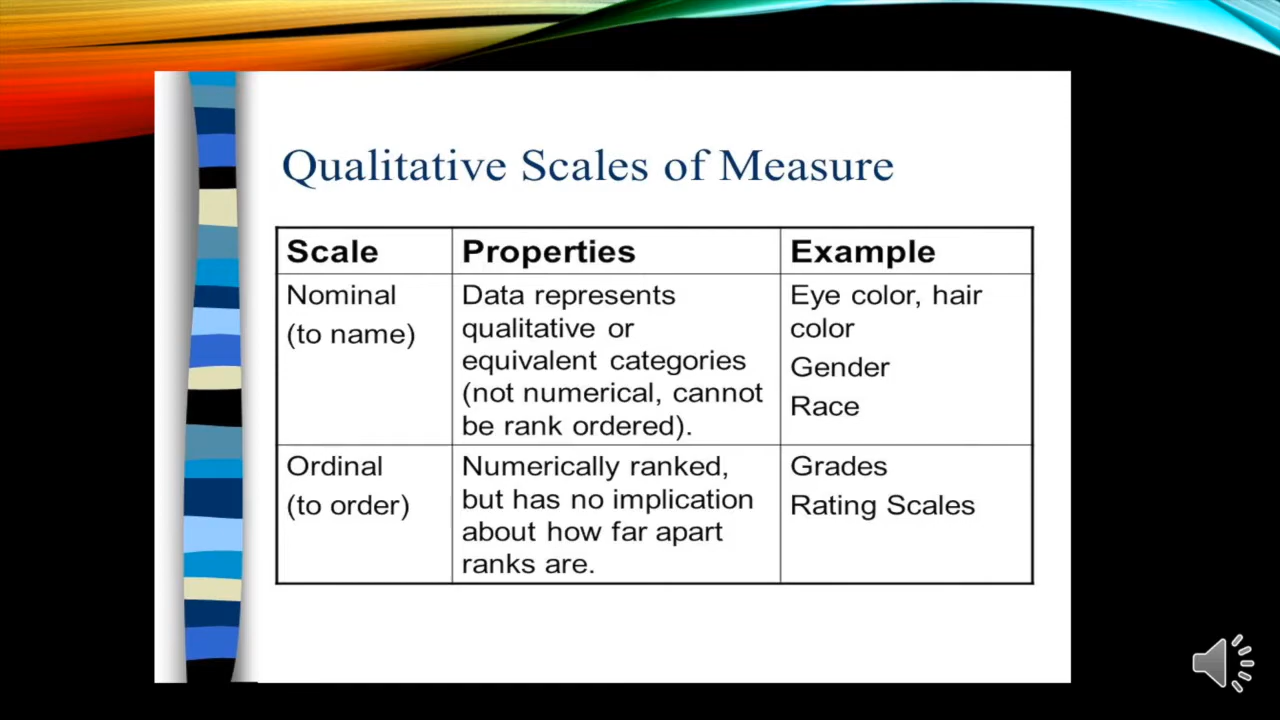 Qualitative Scales of Measure
Scale
Properties
Example
Nominal
(to name)
Data represents
qualitative or
equivalent categories
(not numerical, cannot
be rank ordered).
Eye color, hair
color
Gender
Race
Ordinal
(to order)
Numerically ranked,
but has no implication
about how far apart
ranks are.
Grades
Rating Scales